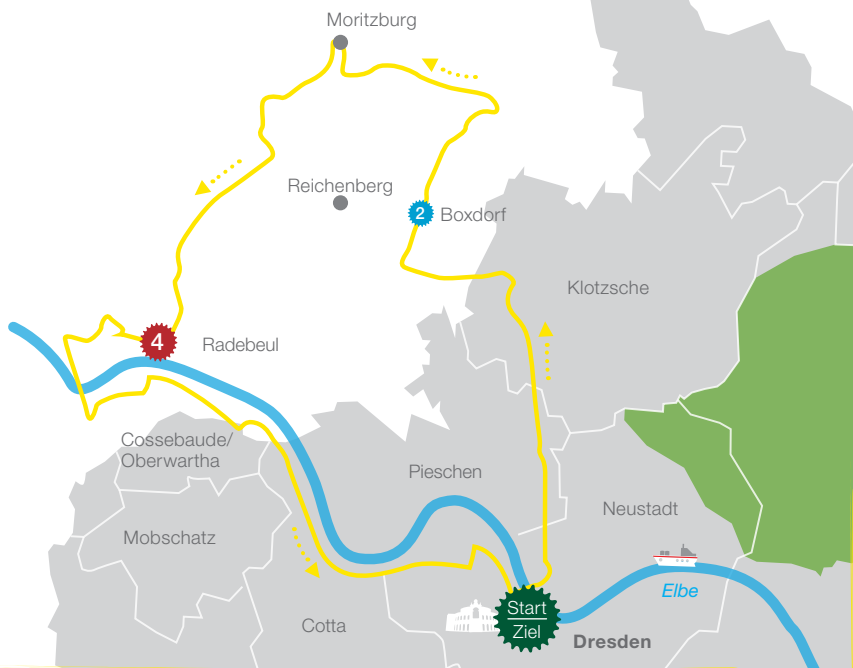 Moritzburg
Reichenberg
2
Boxdorf
Klotzsche
4
Radebeul
Cossebaude/
Oberwartha
Pieschen
Neustadt
Mobschatz
Elbe
Start
Ziel
Cotta
Dresden